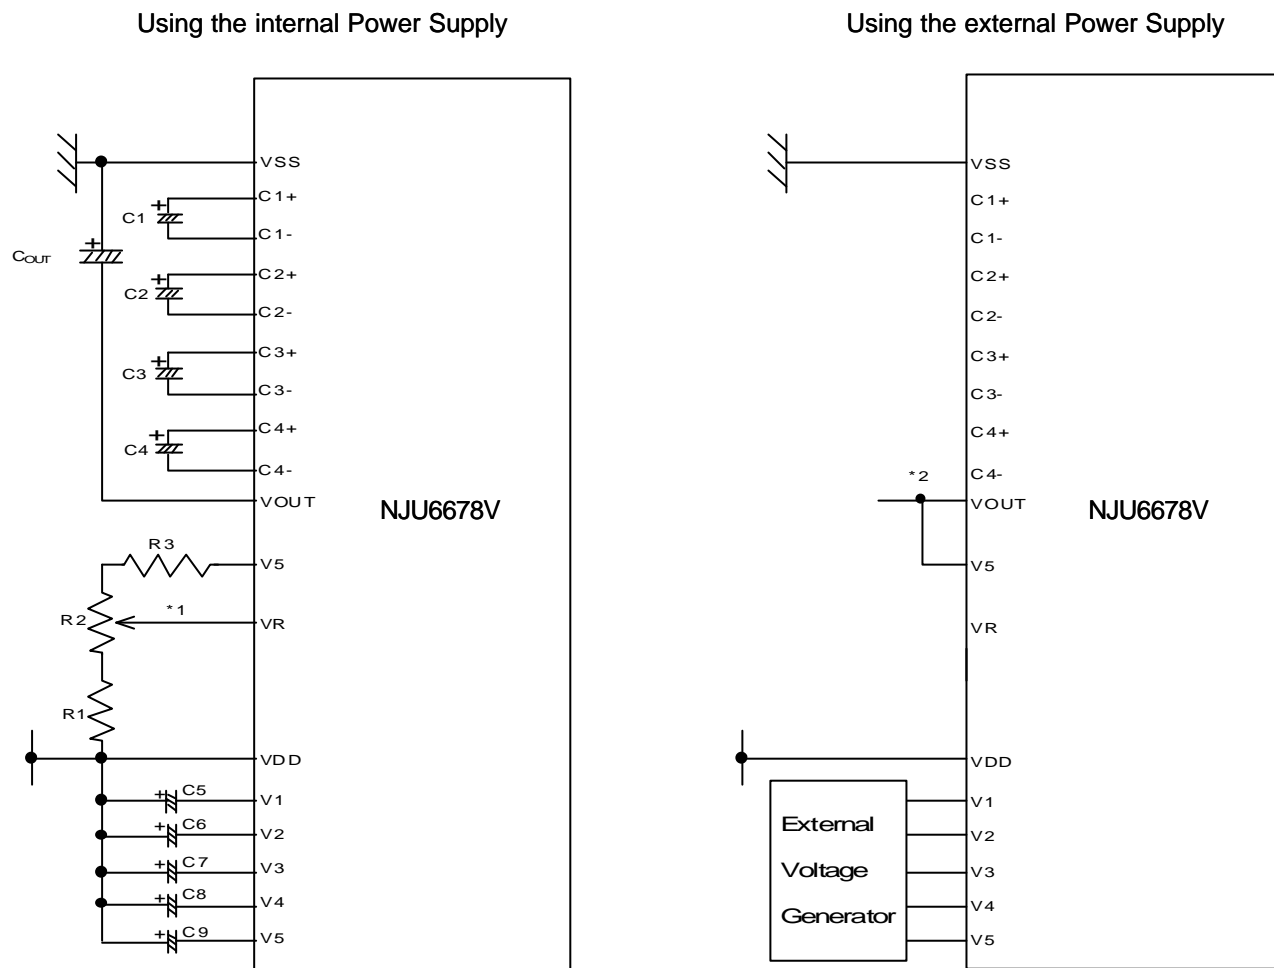 Using the internal Power Supply
VSS
C1+
C1
C1-
COUT
C2+
C2
C2-
C3+
C3
C3-
C4+
C4
C4-
VOUT
NJU6678V
R3
V5
R2
*1
VR
R1
VDD
C5
V1
C6
V2
C7
V3
C8
V4
C9
V5
Using the external Power Supply
VSS
C1+
C1-
C2+
C2-
C3+
C3-
C4+
C4-
*2
VOUT
NJU6678V
V5
VR
VDD
External
Voltage
Generator
V1
V2
V3
V4
V5